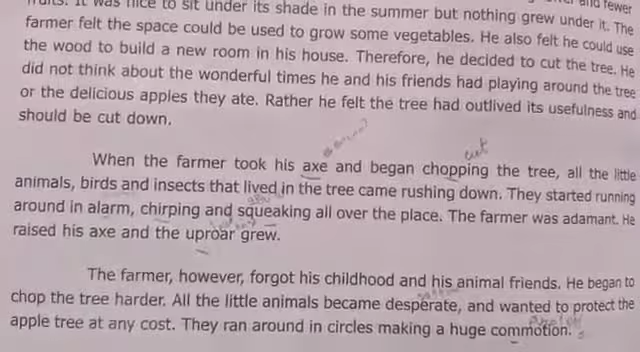 fruits. It was nice to sit under its shade in the summer but nothing grew under it. The
farmer felt the space could be used to grow some vegetables. He also felt he could use
the wood to build a new room in his house. Therefore, he decided to cut the tree. He
did not think about the wonderful times he and his friends had playing around the tree
or the delicious apples they ate. Rather he felt the tree had outlived its usefulness and
should be cut down.
cut
When the farmer took his axe and began chopping the tree, all the little
animals, birds and insects that lived in the tree came rushing down. They started running
around in alarm, chirping and squeaking all over the place. The farmer was adamant. He
raised his axe and the uproar grew.
The farmer, however, forgot his childhood and his animal friends. He began to
chop the tree harder. All the little animals became desperate, and wanted to protect the
apple tree at any cost. They ran around in circles making a huge commotion.